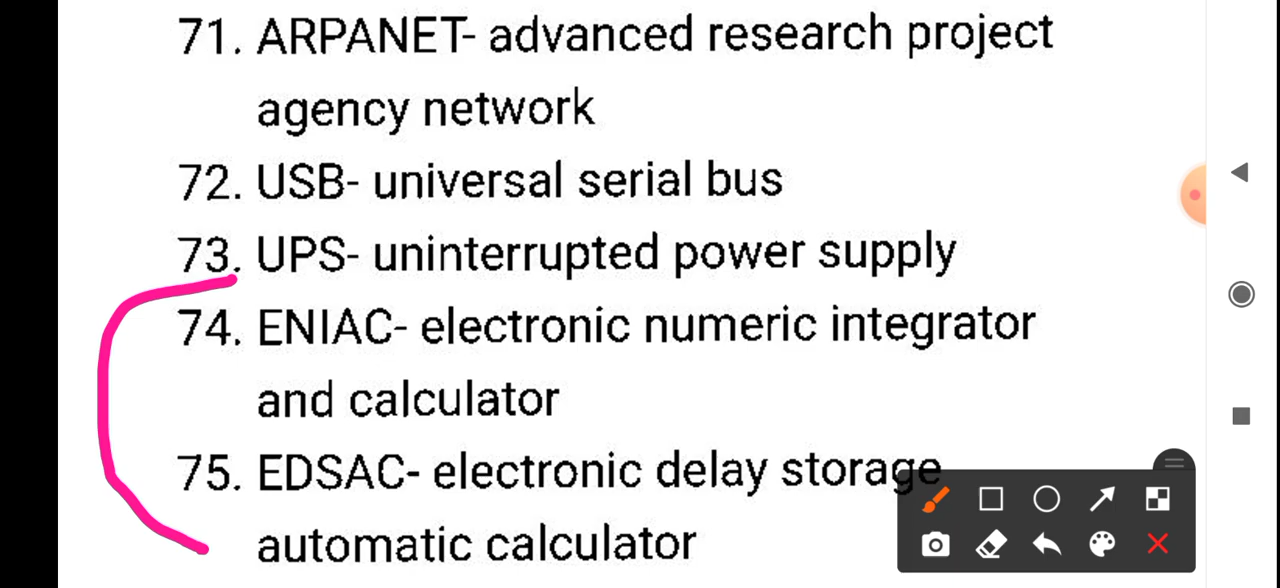 71. ARPANET- advanced research project
agency network
72. USB- universal serial bus
73. UPS- uninterrupted power supply
74. ENIAC- electronic numeric integrator
and calculator
75. EDSAC- electronic delay storage
automatic calculator